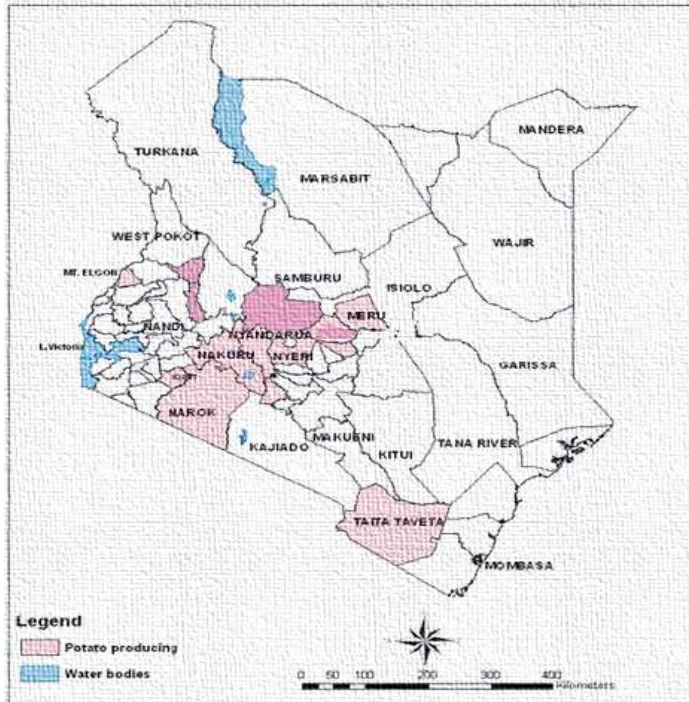 MANDERA
TURKANA
MARSABIT
WAJIR
WEST POKOT
MT. ELGON
SAMBURU
ISIOLO
MERU
NANDI
NYANDARUA
L.Victoria
NAKURU
NYERI
GARISSA
NAROK
MAKUENI
KAJIADO
KITUI
TANA RIVER
TAITA TAVETA
MOMBASA
Legend
Potato producing
Water bodies
0 50 100 200 300 400
Kilometers